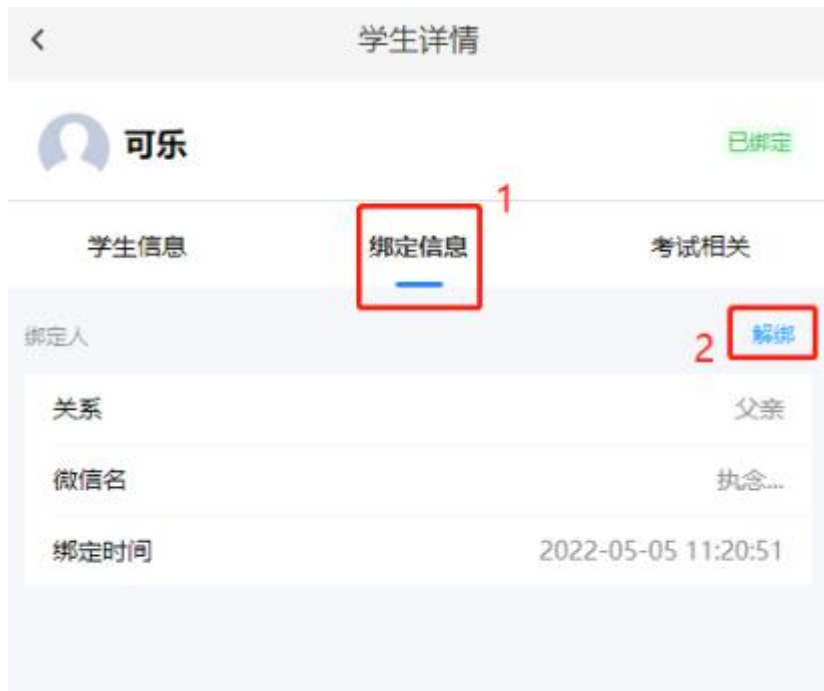 学生详情
可乐
已绑定
1
学生信息 绑定信息 考试相关
绑定人
2 解绑
关系 父亲
微信名 执念...
绑定时间 2022-05-05 11:20:51